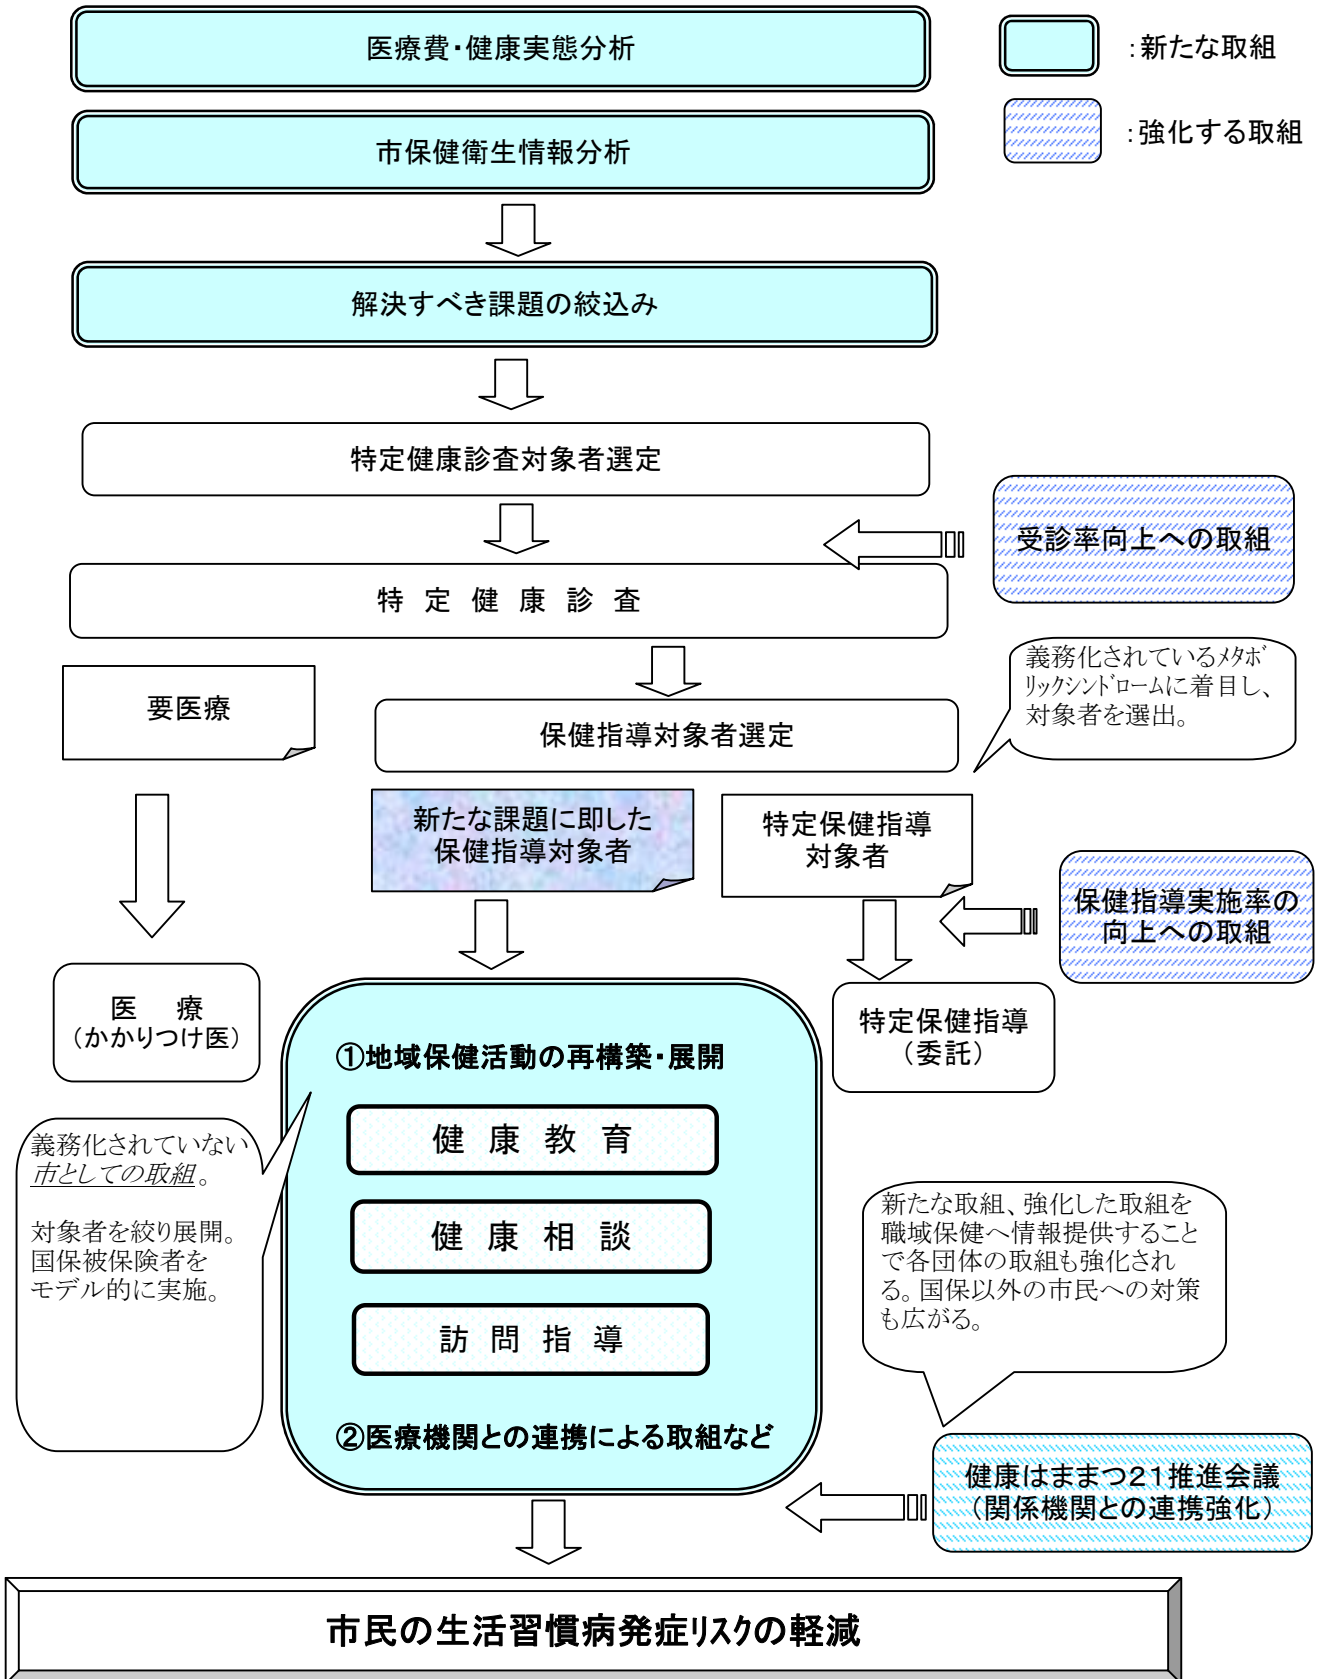 医療費・健康実態分析
:新たな取組
市保健衛生情報分析
:強化する取組
解決すべき課題の絞込み
特定健康診査対象者選定
受診率向上への取組
特 定 健 康 診 査
義務化されているメタボ
リックシンドロームに着目し、
対象者を選出。
要医療
保健指導対象者選定
新たな課題に即した
保健指導対象者
特定保健指導
対象者
保健指導実施率の
向上への取組
医 療
（かかりつけ医）
特定保健指導
（委託）
①地域保健活動の再構築・展開
健 康 教 育
健 康 相 談
訪 問 指 導
②医療機関との連携による取組など
義務化されていない
市としての取組。
対象者を絞り展開。
国保被保険者を
モデル的に実施。
新たな取組、強化した取組を
職域保健へ情報提供すること
で各団体の取組も強化され
る。国保以外の市民への対策
も広がる。
健康はままつ２１推進会議
（関係機関との連携強化）
市民の生活習慣病発症リスクの軽減